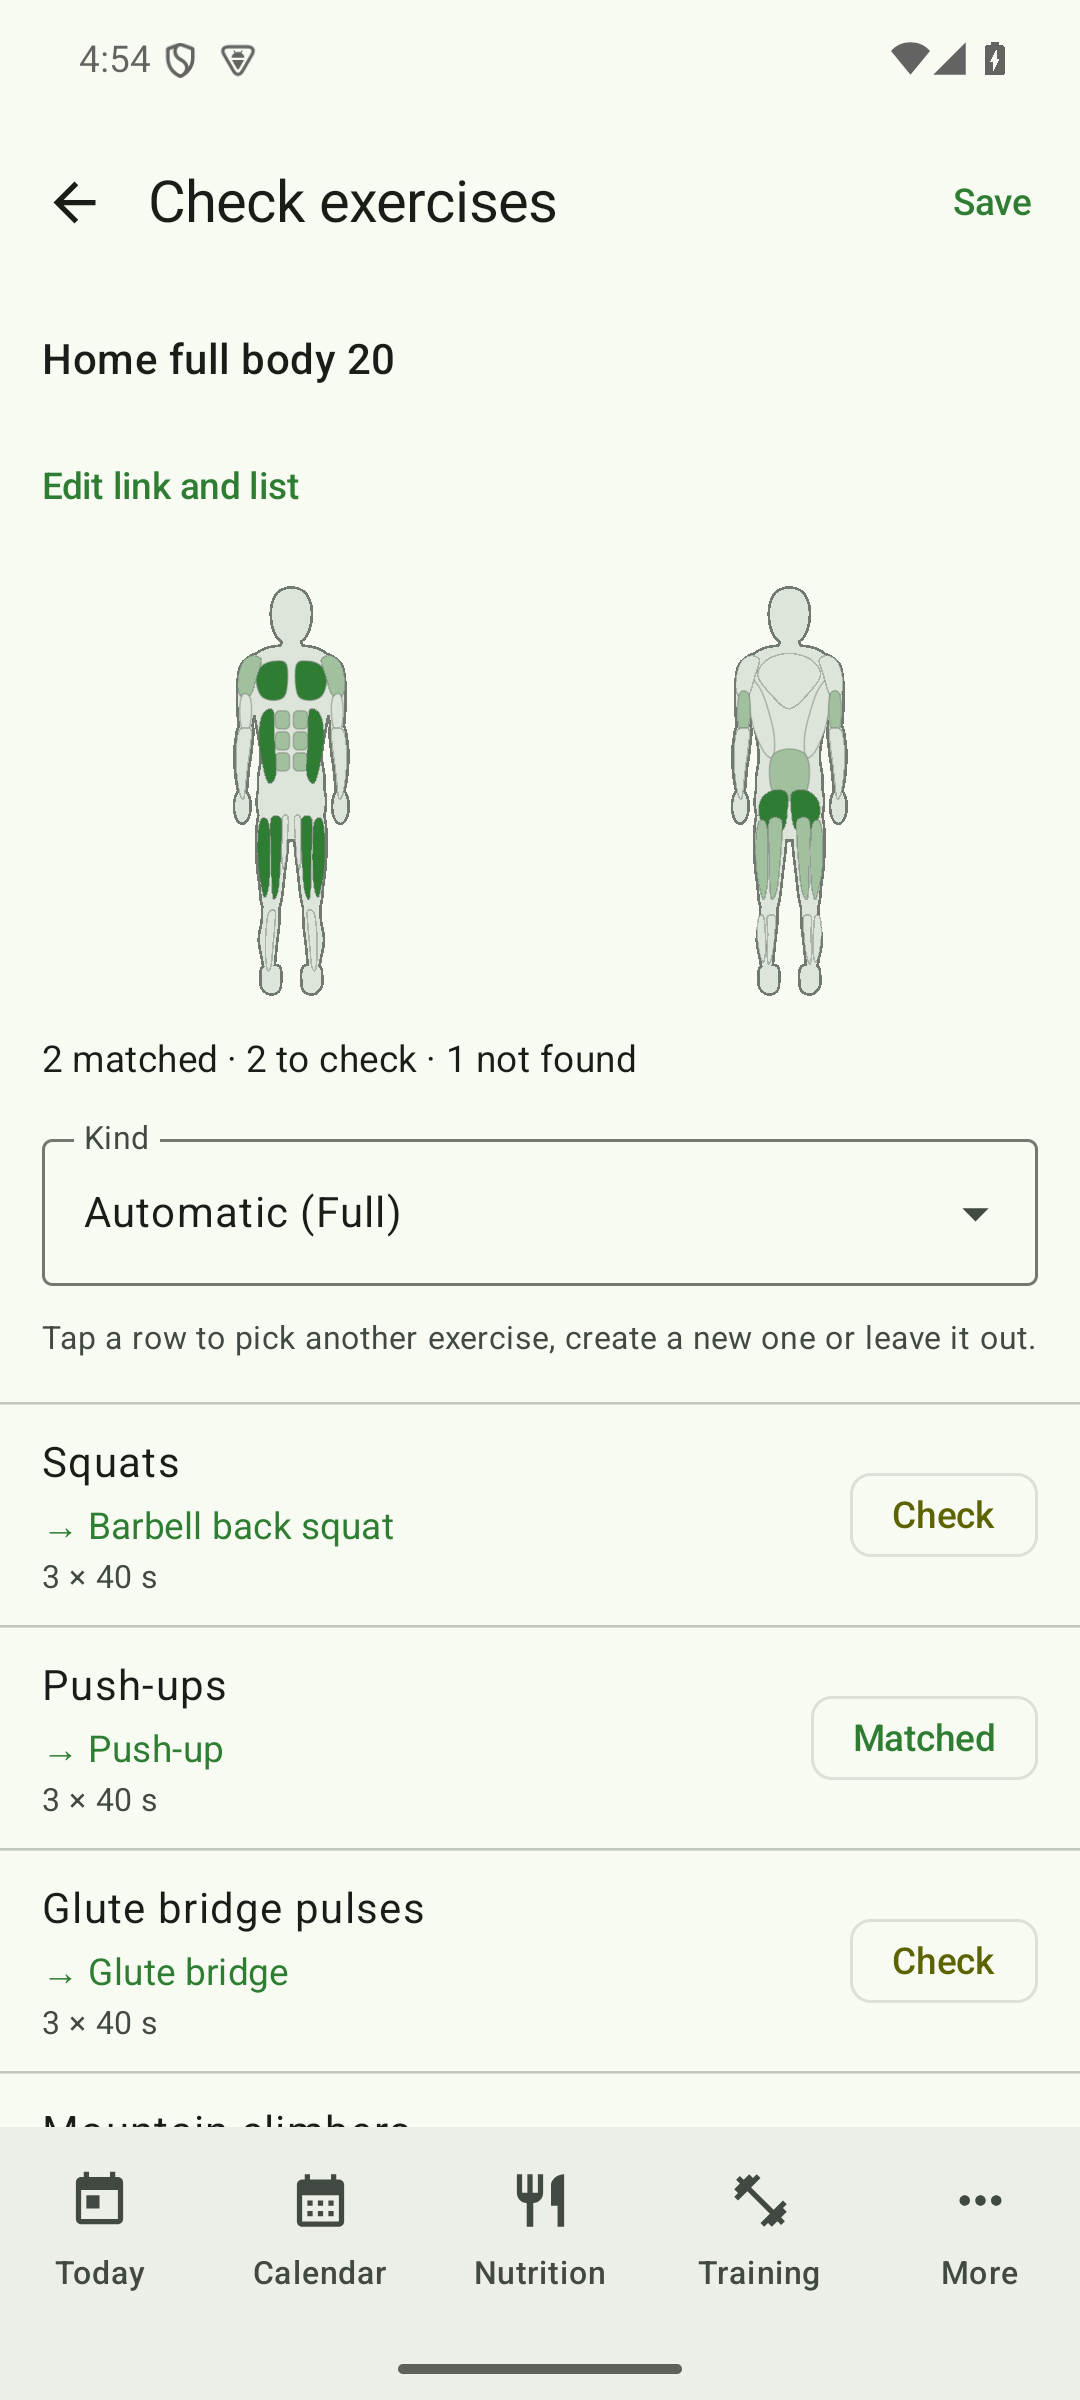 4:54
Check exercises
Save
Home full body 20
Edit link and list
2 matched · 2 to check · 1 not found
Kind
Automatic (Full)
Tap a row to pick another exercise, create a new one or leave it out.
Squats
→ Barbell back squat
3 × 40 s
Check
Push-ups
→ Push-up
3 × 40 s
Matched
Glute bridge pulses
→ Glute bridge
3 × 40 s
Check
Mountain climbers
Today
Calendar
Nutrition
Training
More